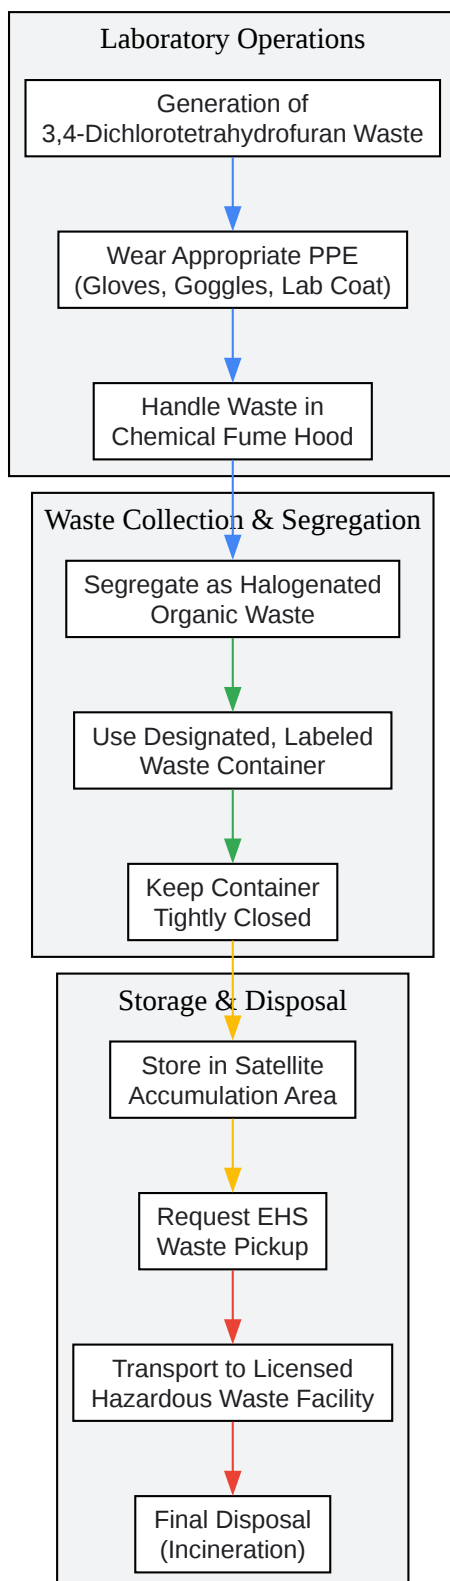 Laboratory Operations
Generation of
3,4-Dichlorotetrahydrofuran Waste
Wear Appropriate PPE
(Gloves, Goggles, Lab Coat)
Handle Waste in
Chemical Fume Hood
Waste Collection & Segregation
Segregate as Halogenated
Organic Waste
Use Designated, Labeled
Waste Container
Keep Container
Tightly Closed
Storage & Disposal
Store in Satellite
Accumulation Area
Request EHS
Waste Pickup
Transport to Licensed
Hazardous Waste Facility
Final Disposal
(Incineration)